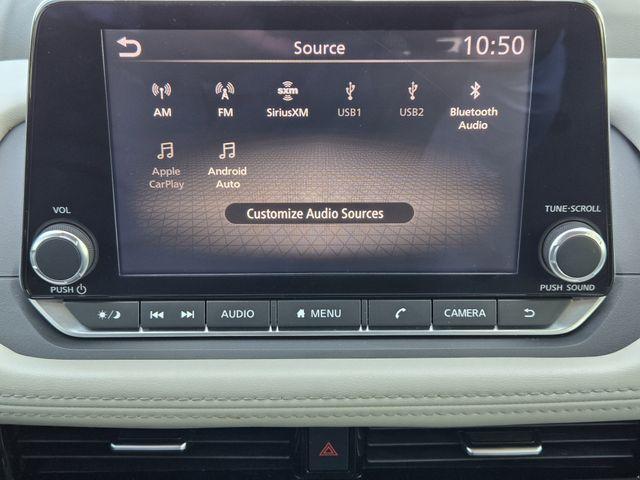 Source
10:50
AM
FM
sxm
SiriusXM
USB1
USB2
Bluetooth
Audio
Apple
CarPlay
Android
Auto
Customize Audio Sources
VOL
PUSH
TUNE·SCROLL
PUSH SOUND
AUDIO
MENU
CAMERA